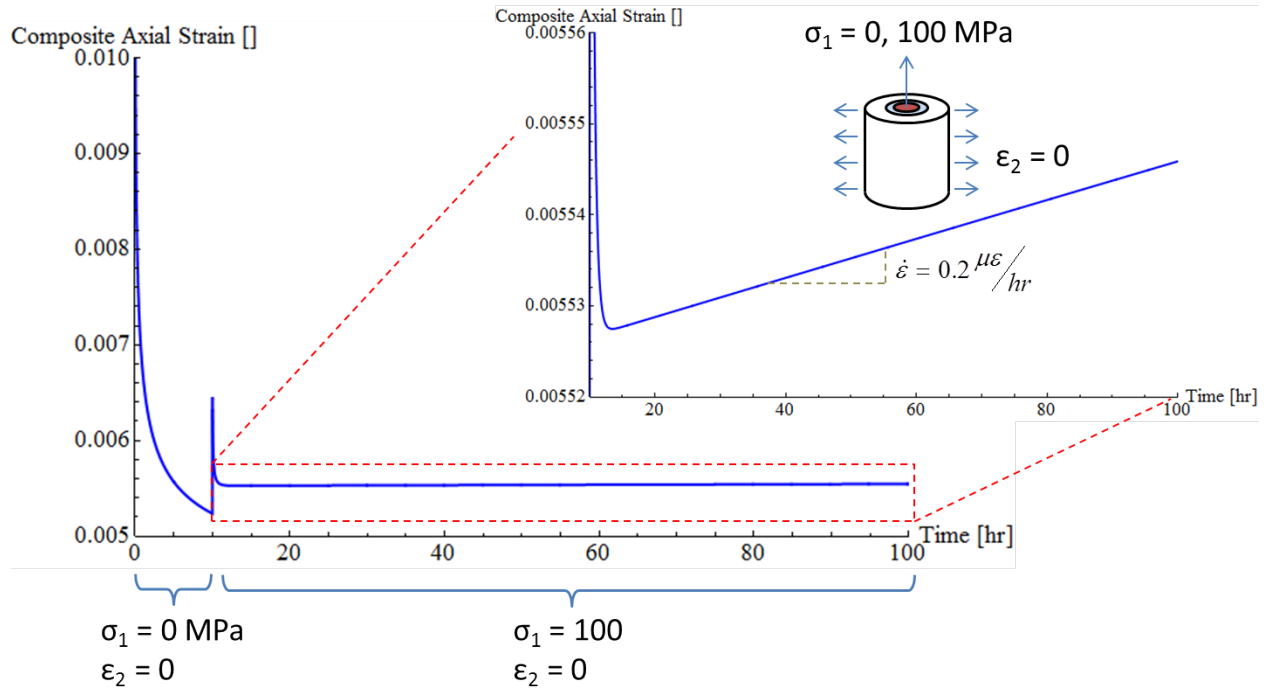 Composite Axial Strain []
0.00556
0.00555
0.00554
0.00553
0.00552
20
40
60
80
100
Time [hr]
σ1 = 0, 100 MPa
ε2 = 0
ε̇ = 0.2 με/hr
Composite Axial Strain []
0.010
0.009
0.008
0.007
0.006
0.005
0
20
40
60
80
100
Time [hr]
σ1 = 0 MPa
ε2 = 0
σ1 = 100
ε2 = 0